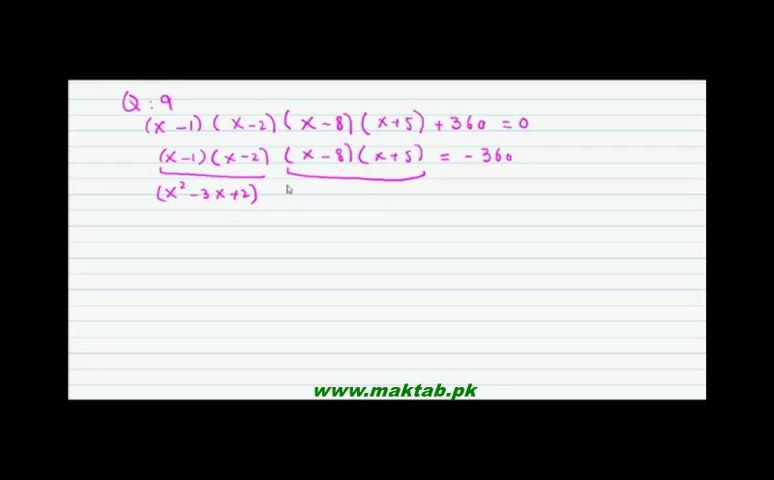 Q : 9
(x -1) ( x -2) ( x -8) ( x +5) + 360 = 0
(x -1) ( x -2) ( x -8) ( x +5) = - 360
(x² -3x +2)
www.maktab.pk